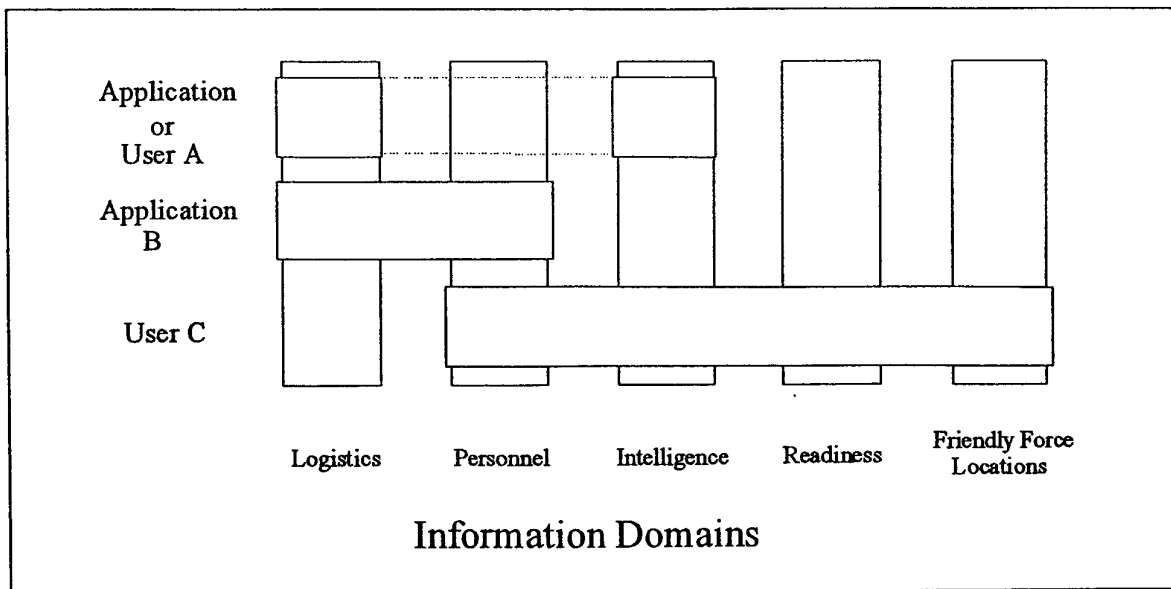 Application
or
User A
Application
B
User C
Logistics
Personnel
Intelligence
Readiness
Friendly Force
Locations
Information Domains